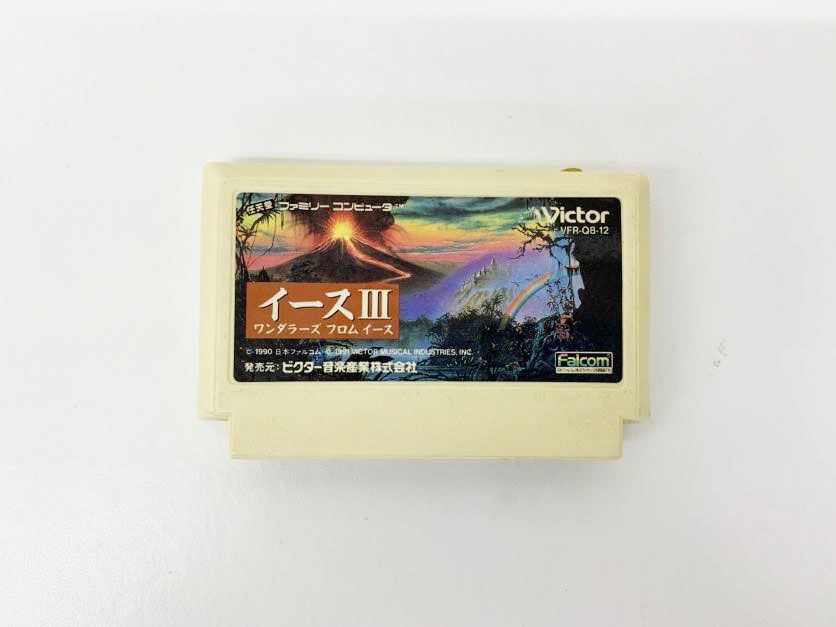 任天堂 ファミリー コンピュータ TM
Victor
VFR-Q8-12
イースIII
ワンダラーズ フロム イース
© 1990 日本ファルコム © 1991 VICTOR MUSICAL INDUSTRIES, INC.
発売元:ビクター音楽産業株式会社
Falcom